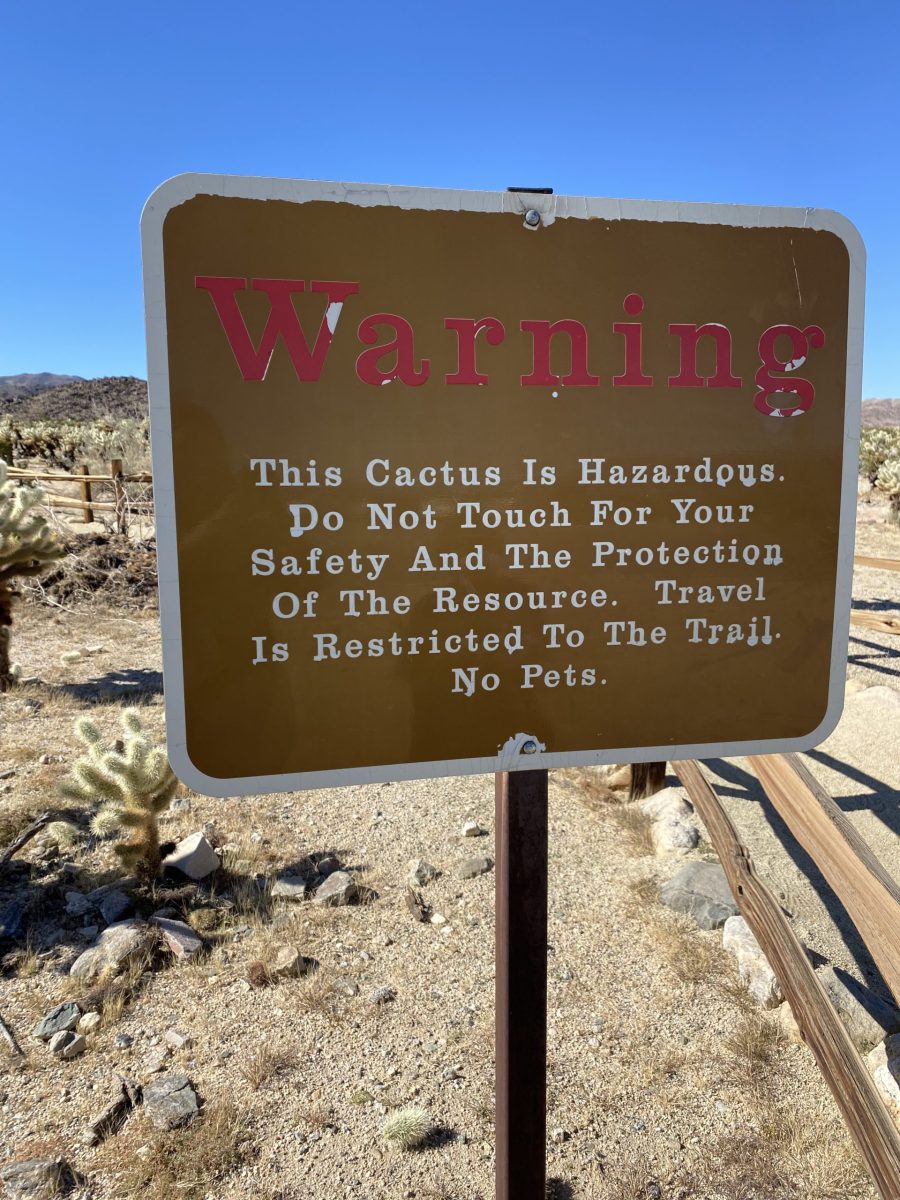 Warning
This Cactus Is Hazardous.
Do Not Touch For Your
Safety And The Protection
Of The Resource. Travel
Is Restricted To The Trail.
No Pets.